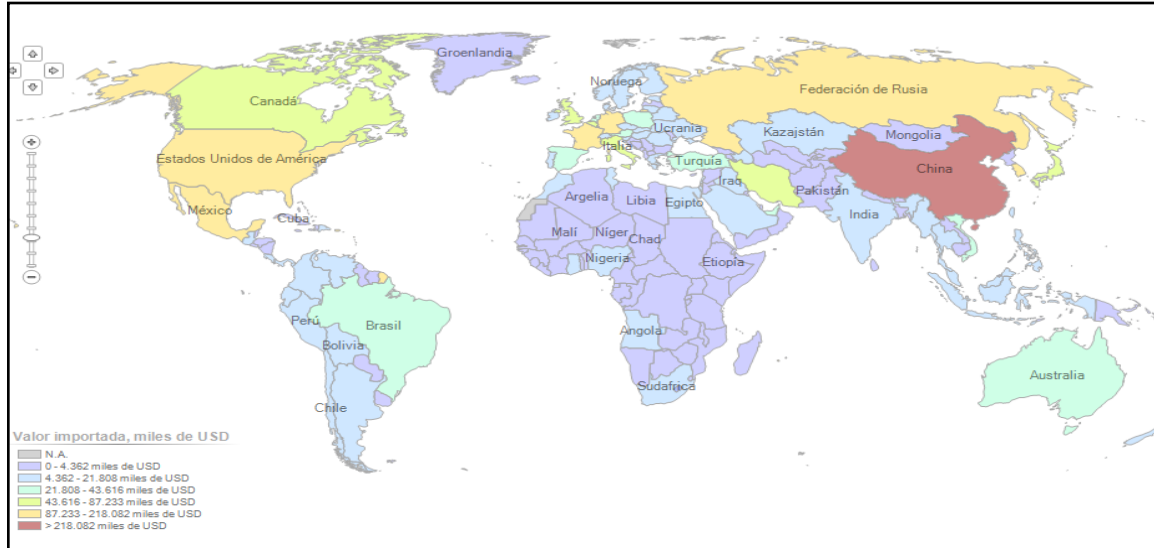 Groenlandia
Noruega
Canadá
Federación de Rusia
Ucrania
Kazajstán
Mongolia
Estados Unidos de América
Italia
Turquía
China
Iraq
Pakistán
México
Argelia
Libia
Egipto
Cuba
India
Malí
Níger
Chad
Nigeria
Etiopía
Perú
Brasil
Angola
Bolivia
Australia
Chile
Sudafrica
Valor importada, miles de USD
N.A.
0 - 4.362 miles de USD
4.362 - 21.808 miles de USD
21.808 - 43.616 miles de USD
43.616 - 87.233 miles de USD
87.233 - 218.082 miles de USD
> 218.082 miles de USD